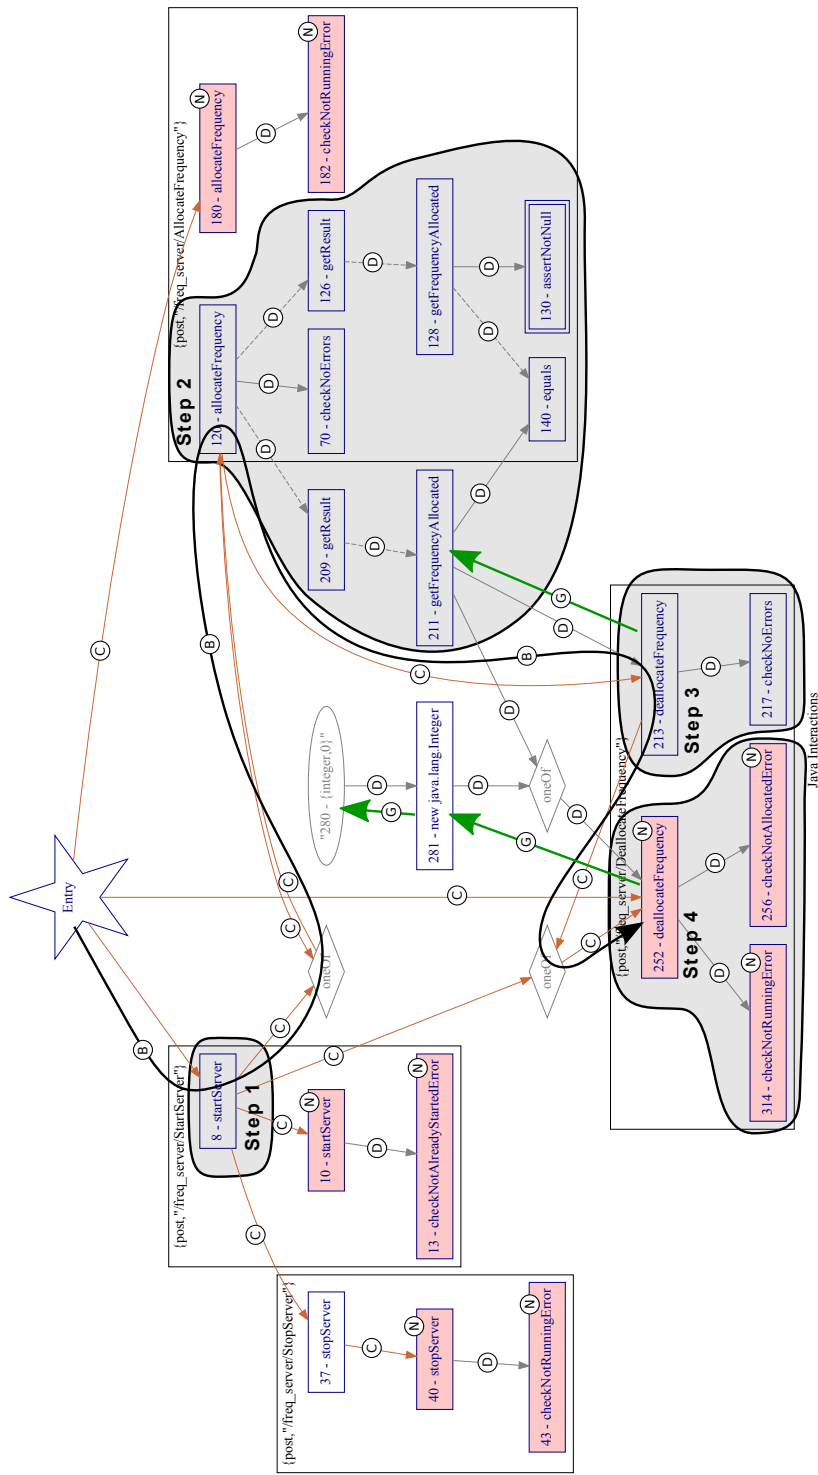 Entry
C
B
C
C
C
B
C
C
C
C
C
C
B
C
C
C
{post,"/freq_server/StopServer"}
37 - stopServer
C
40 - stopServer
N
D
43 - checkNotRunningError
N
{post,"/freq_server/StartServer"}
8 - startServer
Step 1
10 - startServer
N
D
13 - checkNotAlreadyStartedError
N
oneOf
"280 - {integer,0}"
D
G
281 - new java.lang.Integer
D
G
oneOf
D
oneOf
{post,"/freq_server/AllocateFrequency"}
Step 2
120 - allocateFrequency
180 - allocateFrequency
N
D
D
D
D
209 - getResult
70 - checkNoErrors
126 - getResult
182 - checkNotRunningError
N
D
D
211 - getFrequencyAllocated
128 - getFrequencyAllocated
D
D
D
D
D
G
140 - equals
130 - assertNotNull
{post,"/freq_server/DeallocateFrequency"}
252 - deallocateFrequency
N
213 - deallocateFrequency
Step 4
Step 3
D
D
D
314 - checkNotRunningError
N
256 - checkNotAllocatedError
N
217 - checkNoErrors
Java Interactions